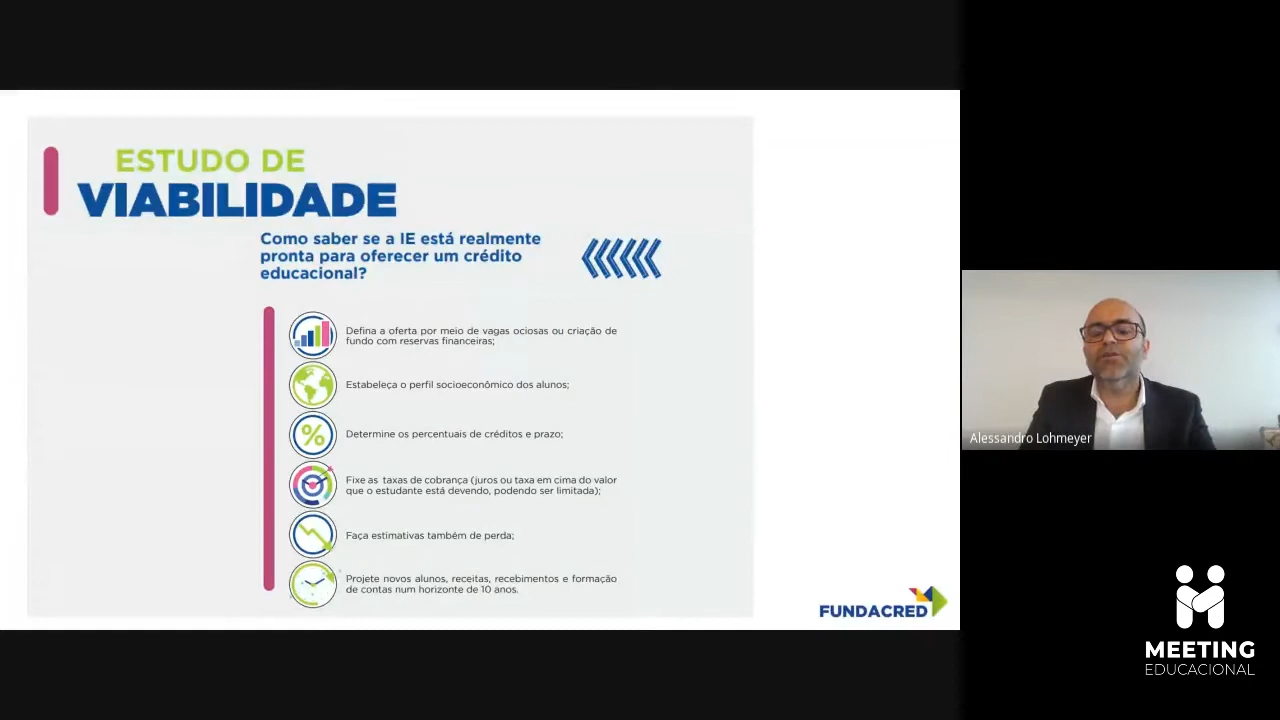 ESTUDO DE
VIABILIDADE
Como saber se a IE está realmente
pronta para oferecer um crédito
educacional?
Defina a oferta por meio de vagas ociosas ou criação de
fundo com reservas financeiras;
Estabeleça o perfil socioeconômico dos alunos;
%
Determine os percentuais de créditos e prazo;
Fixe as taxas de cobrança (juros ou taxa em cima do valor
que o estudante está devendo, podendo ser limitada);
Faça estimativas também de perda;
Projete novos alunos, receitas, recebimentos e formação
de contas num horizonte de 10 anos.
FUNDACRED
Alessandro Lohmeyer
MEETING
EDUCACIONAL